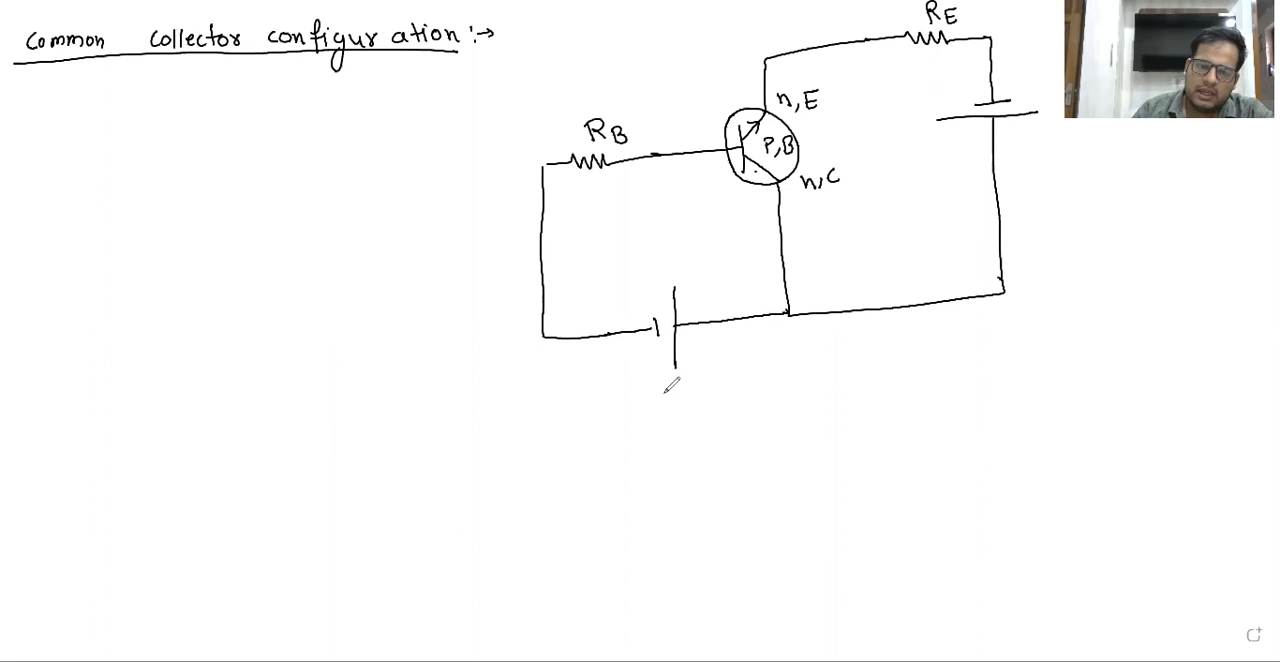 Common collector configuration :→
RE
n,E
RB
P,B
n,C